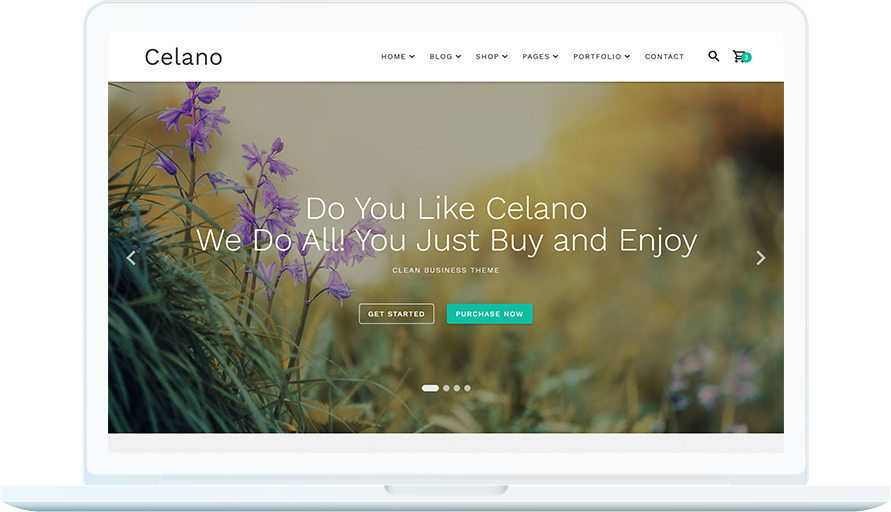 Celano
HOME BLOG SHOP PAGES PORTFOLIO CONTACT
3
Do You Like Celano
We Do All! You Just Buy and Enjoy
CLEAN BUSINESS THEME
GET STARTED PURCHASE NOW